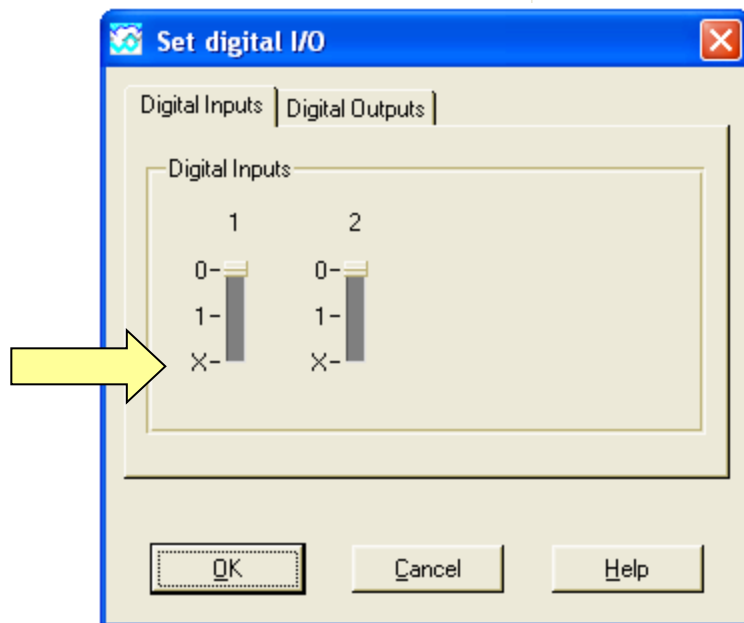 Set digital I/O
Digital Inputs Digital Outputs
Digital Inputs
1 2
0- 0-
1- 1-
X- X-
OK Cancel Help